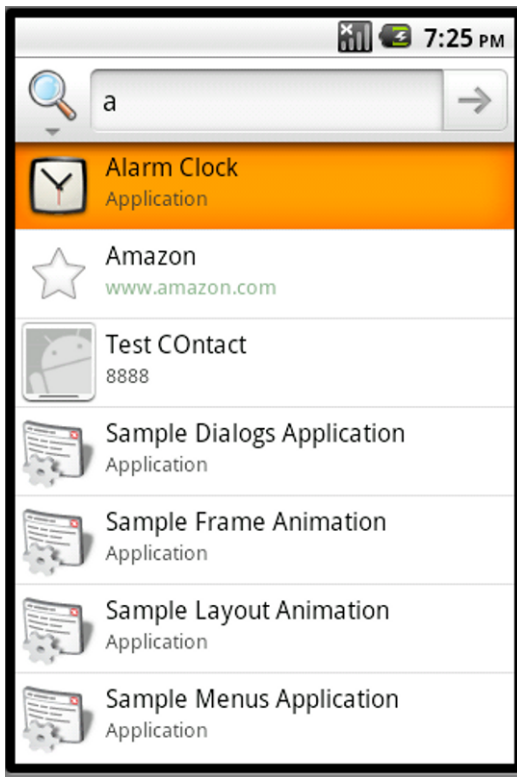 7:25 PM
a
Alarm Clock
Application
Amazon
www.amazon.com
Test COntact
8888
Sample Dialogs Application
Application
Sample Frame Animation
Application
Sample Layout Animation
Application
Sample Menus Application
Application